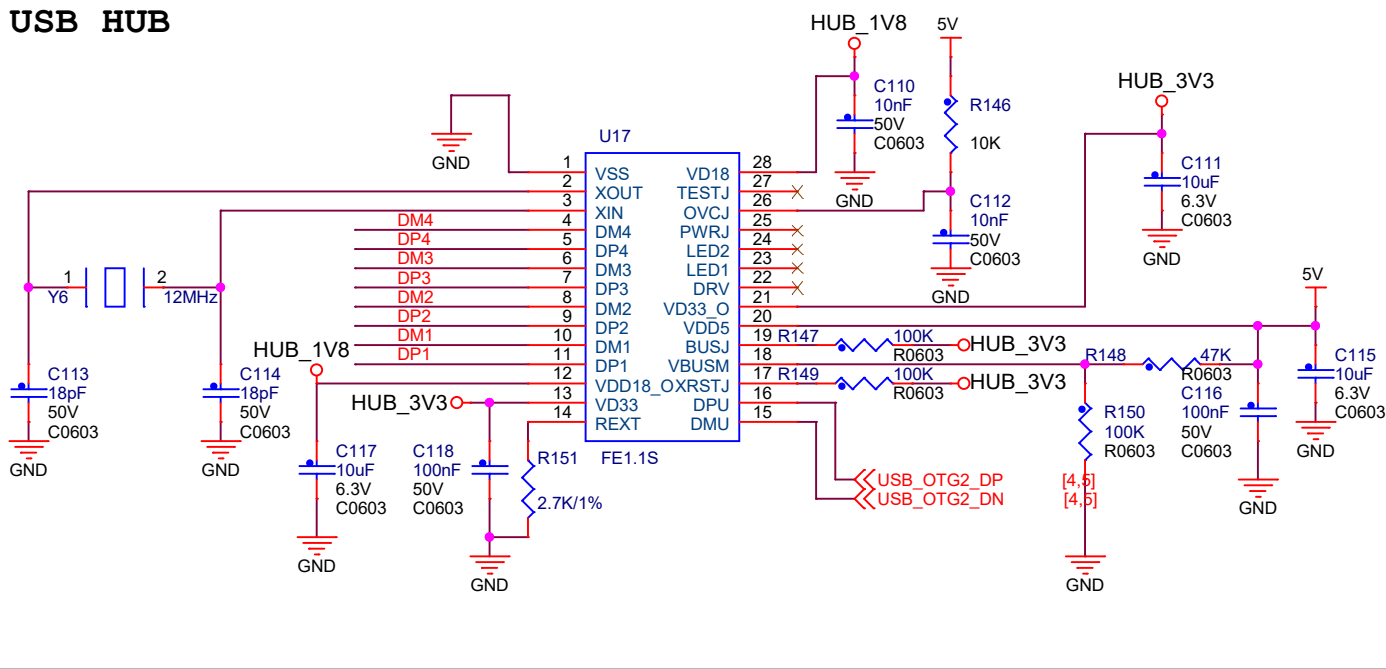 USB HUB
HUB_1V8
5V
HUB_3V3
C110
10nF
50V
C0603
GND
R146
10K
C111
10uF
6.3V
C0603
GND
GND
C112
10nF
50V
C0603
GND
U17
1 VSS
2 XOUT
3 XIN
4 DM4
5 DP4
6 DM3
7 DP3
8 DM2
9 DP2
10 DM1
11 DP1
12 VDD18_O
13 VD33
14 REXT
VD18 28
TESTJ 27
OVCJ 26
PWRJ 25
LED2 24
LED1 23
DRV 22
VD33_O 21
VDD5 20
BUSJ 19
VBUSM 18
XRSTJ 17
DPU 16
DMU 15
FE1.1S
DM4
DP4
DM3
DP3
DM2
DP2
DM1
DP1
1 2
Y6 12MHz
C113
18pF
50V
C0603
GND
C114
18pF
50V
C0603
GND
HUB_1V8
HUB_3V3
C117
10uF
6.3V
C0603
GND
C118
100nF
50V
C0603
GND
R151
2.7K/1%
R147 100K
R0603
HUB_3V3
R149 100K
R0603
HUB_3V3
R148 47K
R0603
5V
C115
10uF
6.3V
C0603
GND
C116
100nF
50V
C0603
GND
R150
100K
R0603
GND
USB_OTG2_DP [4,5]
USB_OTG2_DN [4,5]